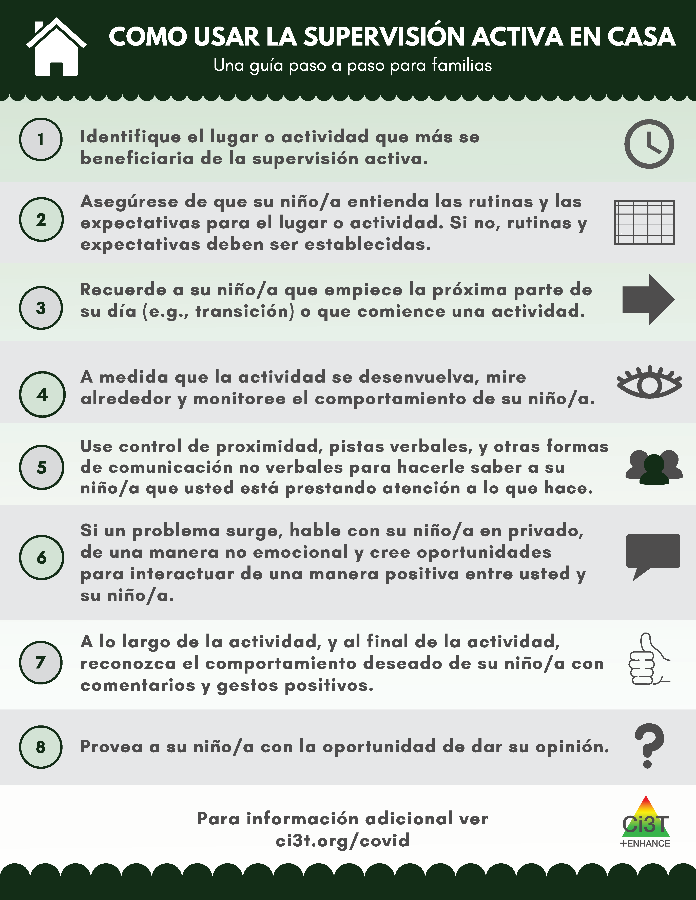 COMO USAR LA SUPERVISIÓN ACTIVA EN CASA
Una guía paso a paso para familias
1
Identifique el lugar o actividad que más se
beneficiaria de la supervisión activa.
2
Asegúrese de que su niño/a entienda las rutinas y las
expectativas para el lugar o actividad. Si no, rutinas y
expectativas deben ser establecidas.
3
Recuerde a su niño/a que empiece la próxima parte de
su día (e.g., transición) o que comience una actividad.
4
A medida que la actividad se desenvuelva, mire
alrededor y monitoree el comportamiento de su niño/a.
5
Use control de proximidad, pistas verbales, y otras formas
de comunicación no verbales para hacerle saber a su
niño/a que usted está prestando atención a lo que hace.
6
Si un problema surge, hable con su niño/a en privado,
de una manera no emocional y cree oportunidades
para interactuar de una manera positiva entre usted y
su niño/a.
7
A lo largo de la actividad, y al final de la actividad,
reconozca el comportamiento deseado de su niño/a con
comentarios y gestos positivos.
8
Provea a su niño/a con la oportunidad de dar su opinión.
Para información adicional ver
ci3t.org/covid
Ci3T
+ENHANCE